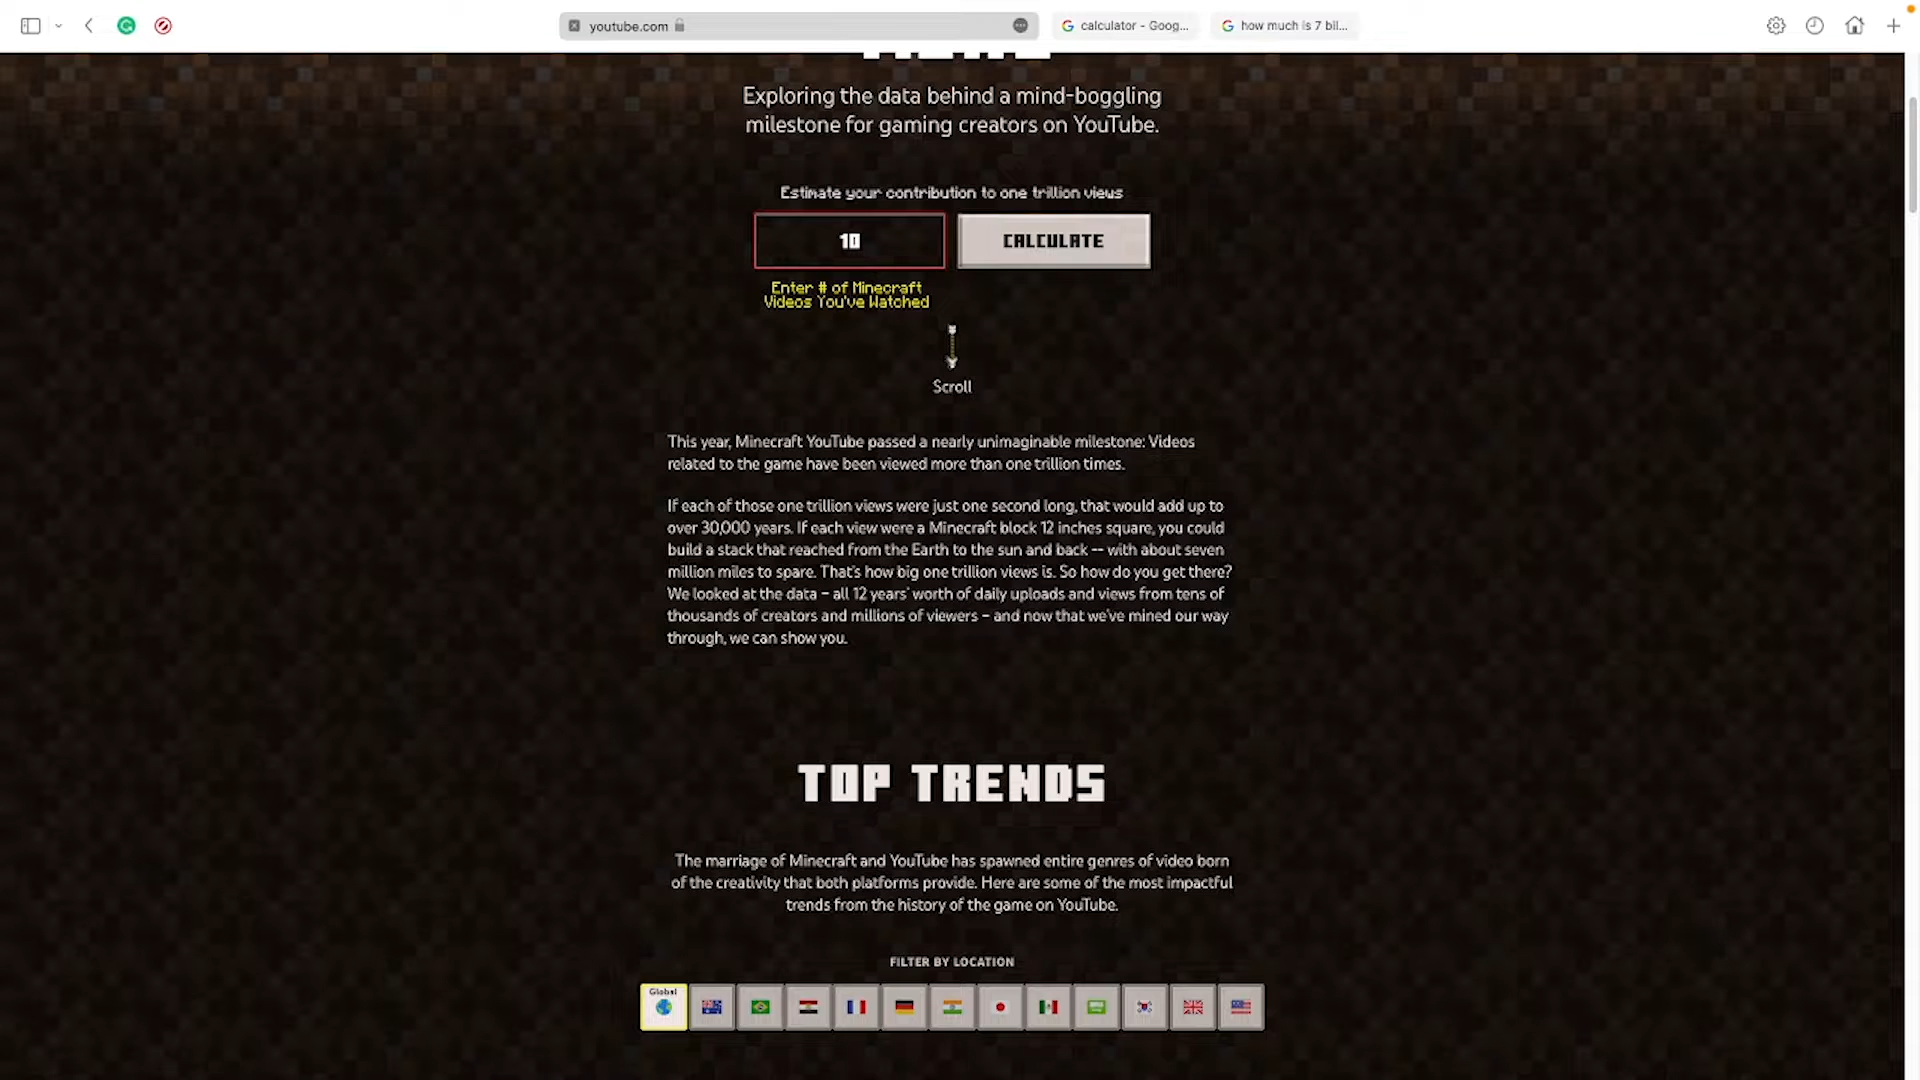 youtube.com
calculator - Goog...
how much is 7 bil...
Exploring the data behind a mind-boggling
milestone for gaming creators on YouTube.
Estimate your contribution to one trillion views
10
CALCULATE
Enter # of Minecraft
Videos You've Watched
Scroll
This year, Minecraft YouTube passed a nearly unimaginable milestone: Videos
related to the game have been viewed more than one trillion times.
If each of those one trillion views were just one second long, that would add up to
over 30,000 years. If each view were a Minecraft block 12 inches square, you could
build a stack that reached from the Earth to the sun and back -- with about seven
million miles to spare. That's how big one trillion views is. So how do you get there?
We looked at the data – all 12 years' worth of daily uploads and views from tens of
thousands of creators and millions of viewers – and now that we've mined our way
through, we can show you.
TOP TRENDS
The marriage of Minecraft and YouTube has spawned entire genres of video born
of the creativity that both platforms provide. Here are some of the most impactful
trends from the history of the game on YouTube.
FILTER BY LOCATION
Global